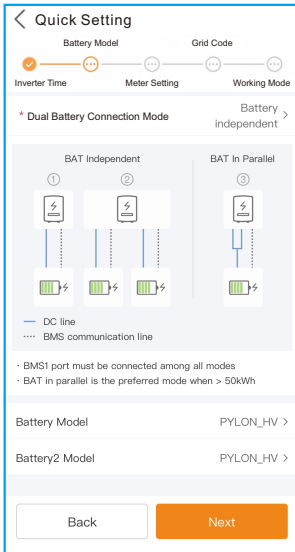 Quick Setting
Battery Model Grid Code
Inverter Time Meter Setting Working Mode
* Dual Battery Connection Mode Battery independent >
BAT Independent BAT In Parallel
① ② ③
— DC line
···· BMS communication line
· BMS1 port must be connected among all modes
· BAT in parallel is the preferred mode when > 50kWh
Battery Model PYLON_HV >
Battery2 Model PYLON_HV >
Back Next